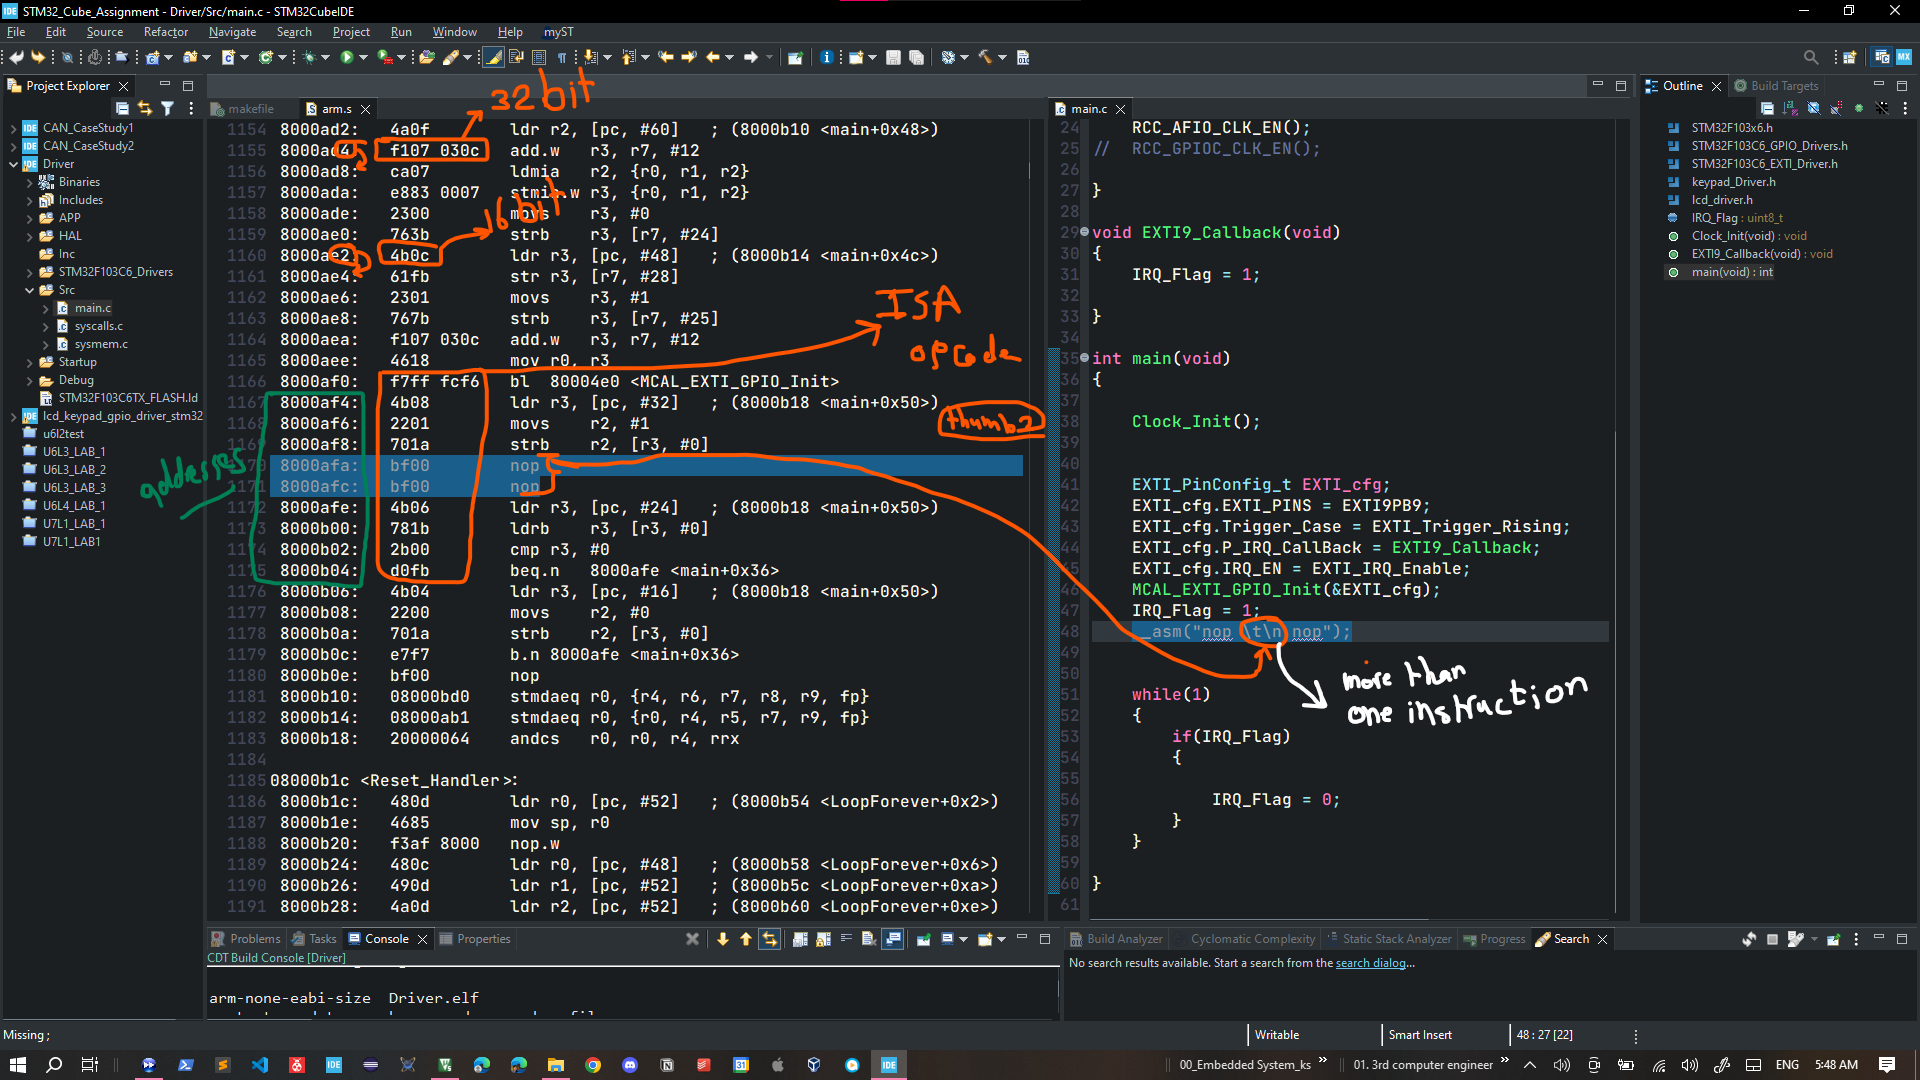 STM32_Cube_Assignment - Driver/Src/main.c - STM32CubeIDE
File Edit Source Refactor Navigate Search Project Run Window Help myST
Project Explorer
CAN_CaseStudy1
CAN_CaseStudy2
Driver
Binaries
Includes
APP
HAL
Inc
STM32F103C6_Drivers
Src
main.c
syscalls.c
sysmem.c
Startup
Debug
STM32F103C6TX_FLASH.ld
lcd_keypad_gpio_driver_stm32
u6l2test
U6L3_LAB_1
U6L3_LAB_2
U6L3_LAB_3
U6L4_LAB_1
U7L1_LAB_1
U7L1_LAB1
makefile arm.s
32 bit
1154 8000ad2: 4a0f ldr r2, [pc, #60] ; (8000b10 <main+0x48>)
1155 8000ad4: f107 030c add.w r3, r7, #12
1156 8000ad8: ca07 ldmia r2, {r0, r1, r2}
1157 8000ada: e883 0007 stmia.w r3, {r0, r1, r2}
1158 8000ade: 2300 movs r3, #0
16 bit
1159 8000ae0: 763b strb r3, [r7, #24]
1160 8000ae2: 4b0c ldr r3, [pc, #48] ; (8000b14 <main+0x4c>)
1161 8000ae4: 61fb str r3, [r7, #28]
1162 8000ae6: 2301 movs r3, #1
1163 8000ae8: 767b strb r3, [r7, #25]
1164 8000aea: f107 030c add.w r3, r7, #12
1165 8000aee: 4618 mov r0, r3
ISA
opcode
1166 8000af0: f7ff fcf6 bl 80004e0 <MCAL_EXTI_GPIO_Init>
1167 8000af4: 4b08 ldr r3, [pc, #32] ; (8000b18 <main+0x50>)
thumb2
1168 8000af6: 2201 movs r2, #1
1169 8000af8: 701a strb r2, [r3, #0]
1170 8000afa: bf00 nop
1171 8000afc: bf00 nop
addesses
1172 8000afe: 4b06 ldr r3, [pc, #24] ; (8000b18 <main+0x50>)
1173 8000b00: 781b ldrb r3, [r3, #0]
1174 8000b02: 2b00 cmp r3, #0
1175 8000b04: d0fb beq.n 8000afe <main+0x36>
1176 8000b06: 4b04 ldr r3, [pc, #16] ; (8000b18 <main+0x50>)
1177 8000b08: 2200 movs r2, #0
1178 8000b0a: 701a strb r2, [r3, #0]
1179 8000b0c: e7f7 b.n 8000afe <main+0x36>
1180 8000b0e: bf00 nop
1181 8000b10: 08000bd0 stmdaeq r0, {r4, r6, r7, r8, r9, fp}
1182 8000b14: 08000ab1 stmdaeq r0, {r0, r4, r5, r7, r9, fp}
1183 8000b18: 20000064 andcs r0, r0, r4, rrx
1184
1185 08000b1c <Reset_Handler>:
1186 8000b1c: 480d ldr r0, [pc, #52] ; (8000b54 <LoopForever+0x2>)
1187 8000b1e: 4685 mov sp, r0
1188 8000b20: f3af 8000 nop.w
1189 8000b24: 480c ldr r0, [pc, #48] ; (8000b58 <LoopForever+0x6>)
1190 8000b26: 490d ldr r1, [pc, #52] ; (8000b5c <LoopForever+0xa>)
1191 8000b28: 4a0d ldr r2, [pc, #52] ; (8000b60 <LoopForever+0xe>)
main.c
24 RCC_AFIO_CLK_EN();
25 // RCC_GPIOC_CLK_EN();
26
27 }
28
29 void EXTI9_Callback(void)
30 {
31 IRQ_Flag = 1;
32
33 }
34
35 int main(void)
36 {
38 Clock_Init();
39
40
41 EXTI_PinConfig_t EXTI_cfg;
42 EXTI_cfg.EXTI_PINS = EXTI9PB9;
43 EXTI_cfg.Trigger_Case = EXTI_Trigger_Rising;
44 EXTI_cfg.P_IRQ_CallBack = EXTI9_Callback;
45 EXTI_cfg.IRQ_EN = EXTI_IRQ_Enable;
46 MCAL_EXTI_GPIO_Init(&EXTI_cfg);
47 IRQ_Flag = 1;
48 _asm("nop \t\n nop");
49
50
more than
one instruction
51 while(1)
52 {
53 if(IRQ_Flag)
54 {
55
56 IRQ_Flag = 0;
57 }
58 }
59
60 }
61
Outline Build Targets
STM32F103x6.h
STM32F103C6_GPIO_Drivers.h
STM32F103C6_EXTI_Driver.h
keypad_Driver.h
lcd_driver.h
IRQ_Flag : uint8_t
Clock_Init(void) : void
EXTI9_Callback(void) : void
main(void) : int
Problems Tasks Console Properties
CDT Build Console [Driver]
arm-none-eabi-size Driver.elf
Build Analyzer Cyclomatic Complexity Static Stack Analyzer Progress Search
No search results available. Start a search from the search dialog...
Missing ;
Writable Smart Insert 48 : 27 [22]
00_Embedded System_ks 01. 3rd computer engineer ENG 5:48 AM